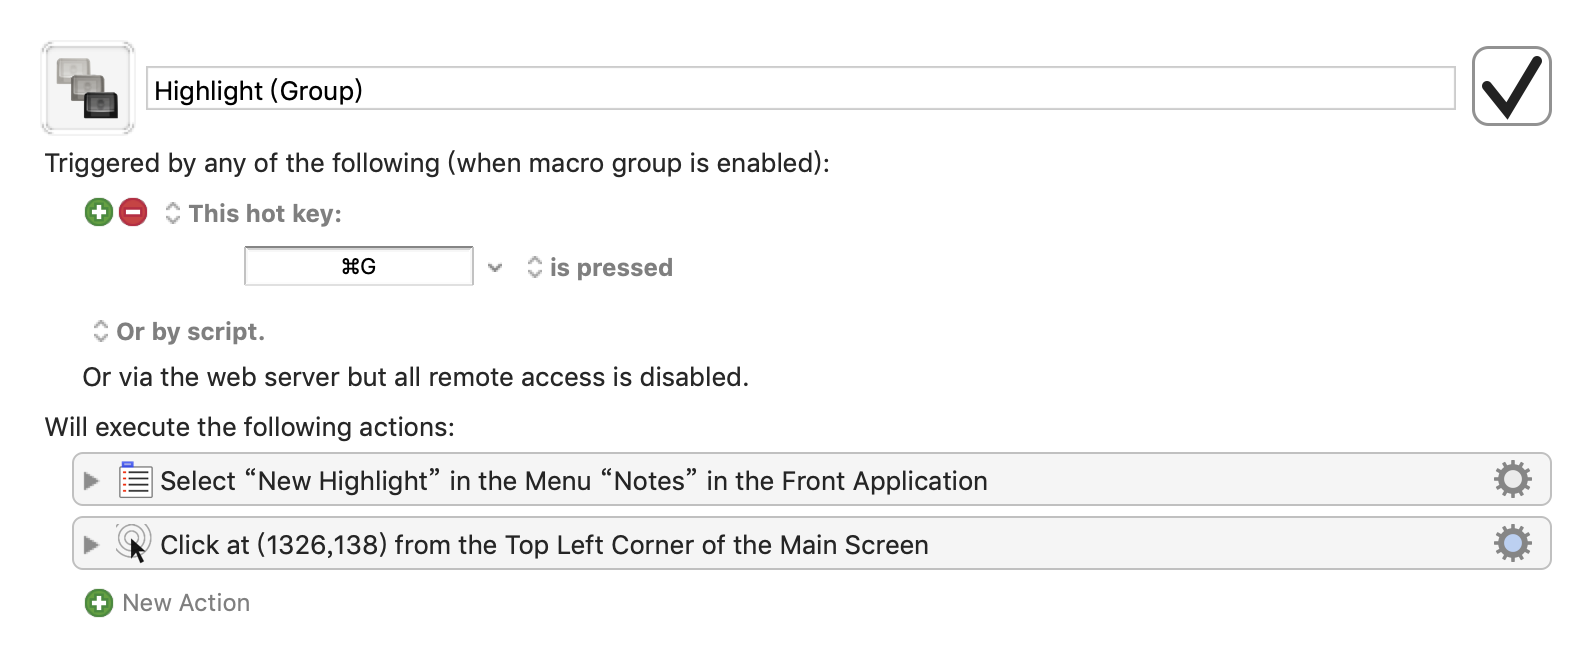 Highlight (Group)
Triggered by any of the following (when macro group is enabled):
This hot key:
⌘G
is pressed
Or by script.
Or via the web server but all remote access is disabled.
Will execute the following actions:
Select “New Highlight” in the Menu “Notes” in the Front Application
Click at (1326,138) from the Top Left Corner of the Main Screen
New Action